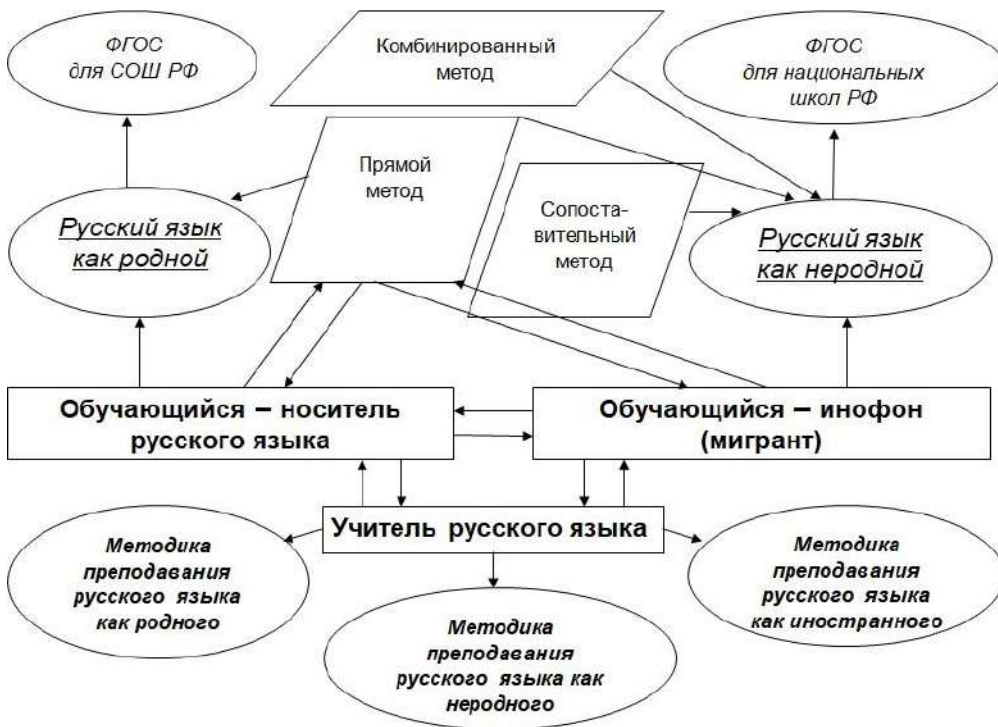 ФГОС
для СОШ РФ
Комбинированный
метод
ФГОС
для национальных
школ РФ
Прямой
метод
Сопоста-
вительный
метод
Русский язык
как родной
Русский язык
как неродной
Обучающийся – носитель
русского языка
Обучающийся – инофон
(мигрант)
Учитель русского языка
Методика
преподавания
русского языка
как родного
Методика
преподавания
русского языка как
неродного
Методика
преподавания
русского языка
как иностранного